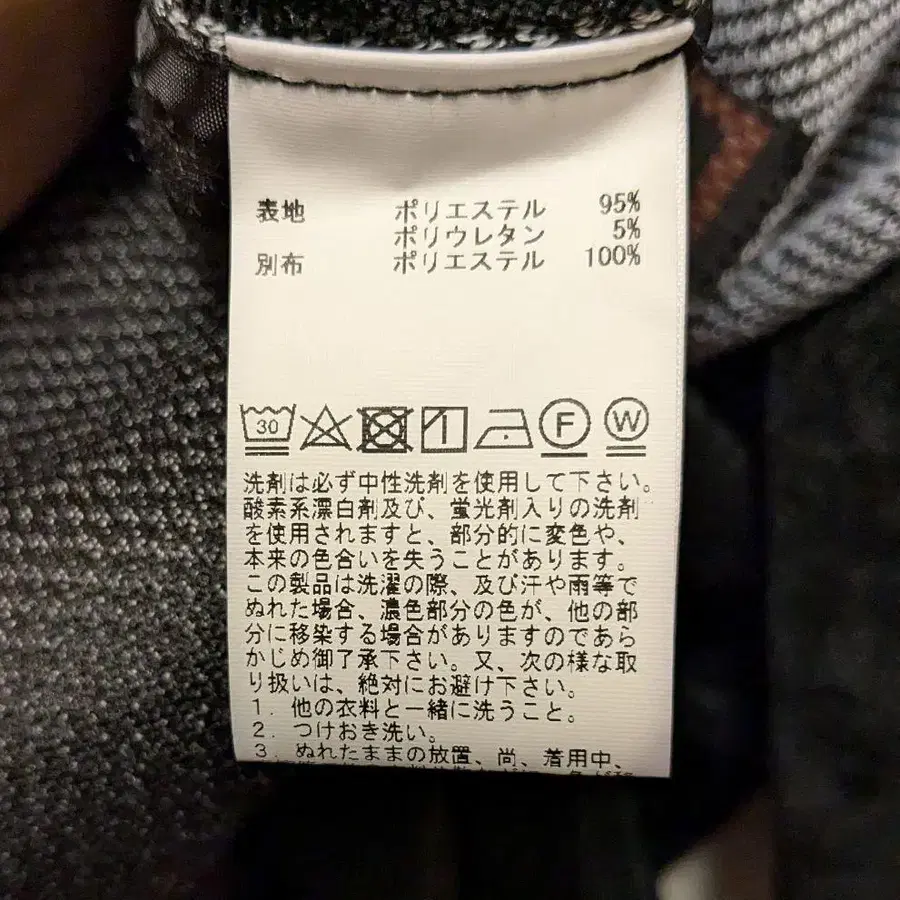 表地 ポリエステル 95%
ポリウレタン 5%
別布 ポリエステル 100%
30 F W
洗剤は必ず中性洗剤を使用して下さい。
酸素系漂白剤及び、蛍光剤入りの洗剤
を使用されますと、部分的に変色や、
本来の色合いを失うことがあります。
この製品は洗濯の際、及び汗や雨等で
ぬれた場合、濃色部分の色が、他の部
分に移染する場合がありますのであら
かじめ御了承下さい。又、次の様な取
り扱いは、絶対にお避け下さい。
1．他の衣料と一緒に洗うこと。
2．つけおき洗い。
3．ぬれたままの放置、尚、着用中、